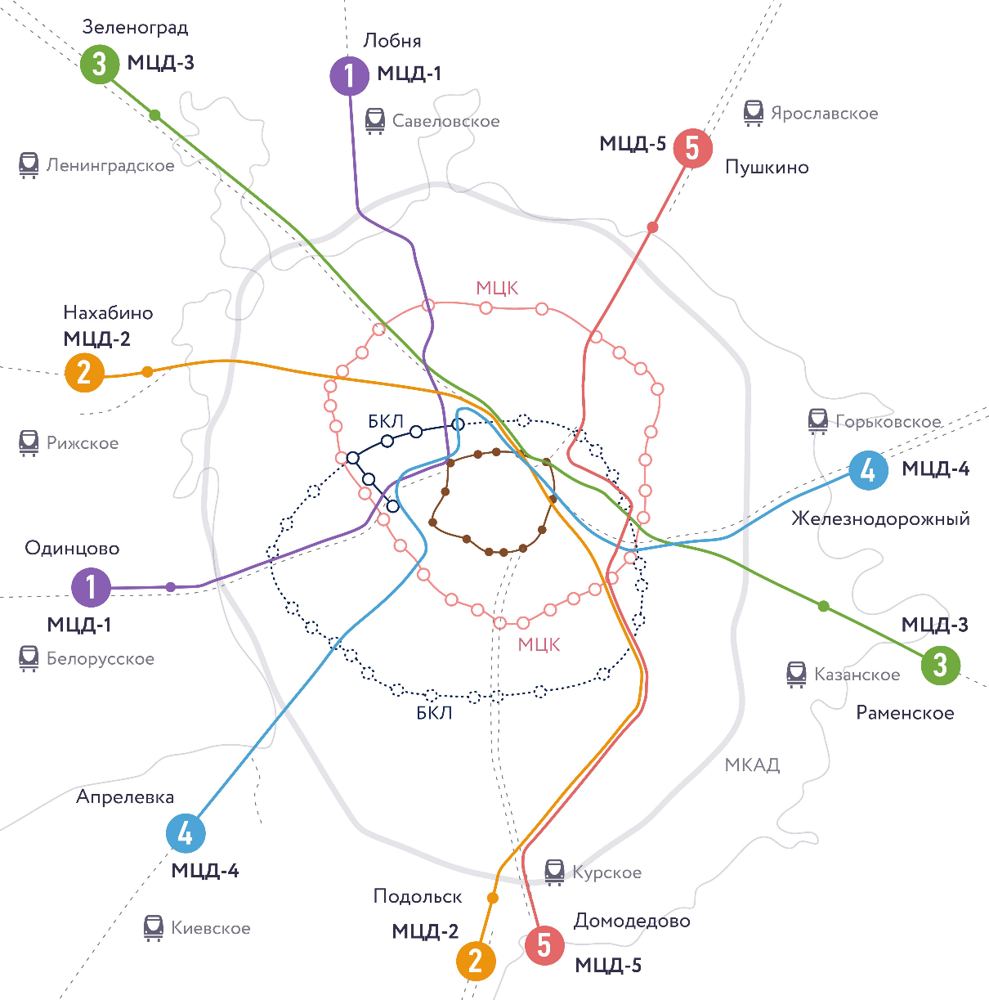 Зеленоград
3 МЦД-3
Лобня
1 МЦД-1
Савеловское
Ярославское
МЦД-5 5
Пушкино
Ленинградское
МЦК
Нахабино
МЦД-2
2
БКЛ
Горьковское
Рижское
4 МЦД-4
Железнодорожный
Одинцово
1
МЦД-1
МЦД-3
МЦК
Белорусское
3
Казанское
Раменское
БКЛ
МКАД
Апрелевка
4
МЦД-4
Курское
Подольск
Домодедово
Киевское
МЦД-2
5
2
МЦД-5